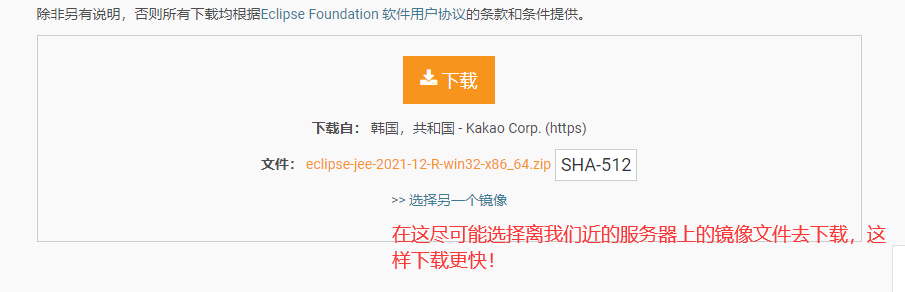 除非另有说明，否则所有下载均根据Eclipse Foundation 软件用户协议的条款和条件提供。
下载
下载自： 韩国，共和国 - Kakao Corp. (https)
文件： eclipse-jee-2021-12-R-win32-x86_64.zip SHA-512
>> 选择另一个镜像
在这尽可能选择离我们近的服务器上的镜像文件去下载，这
样下载更快！